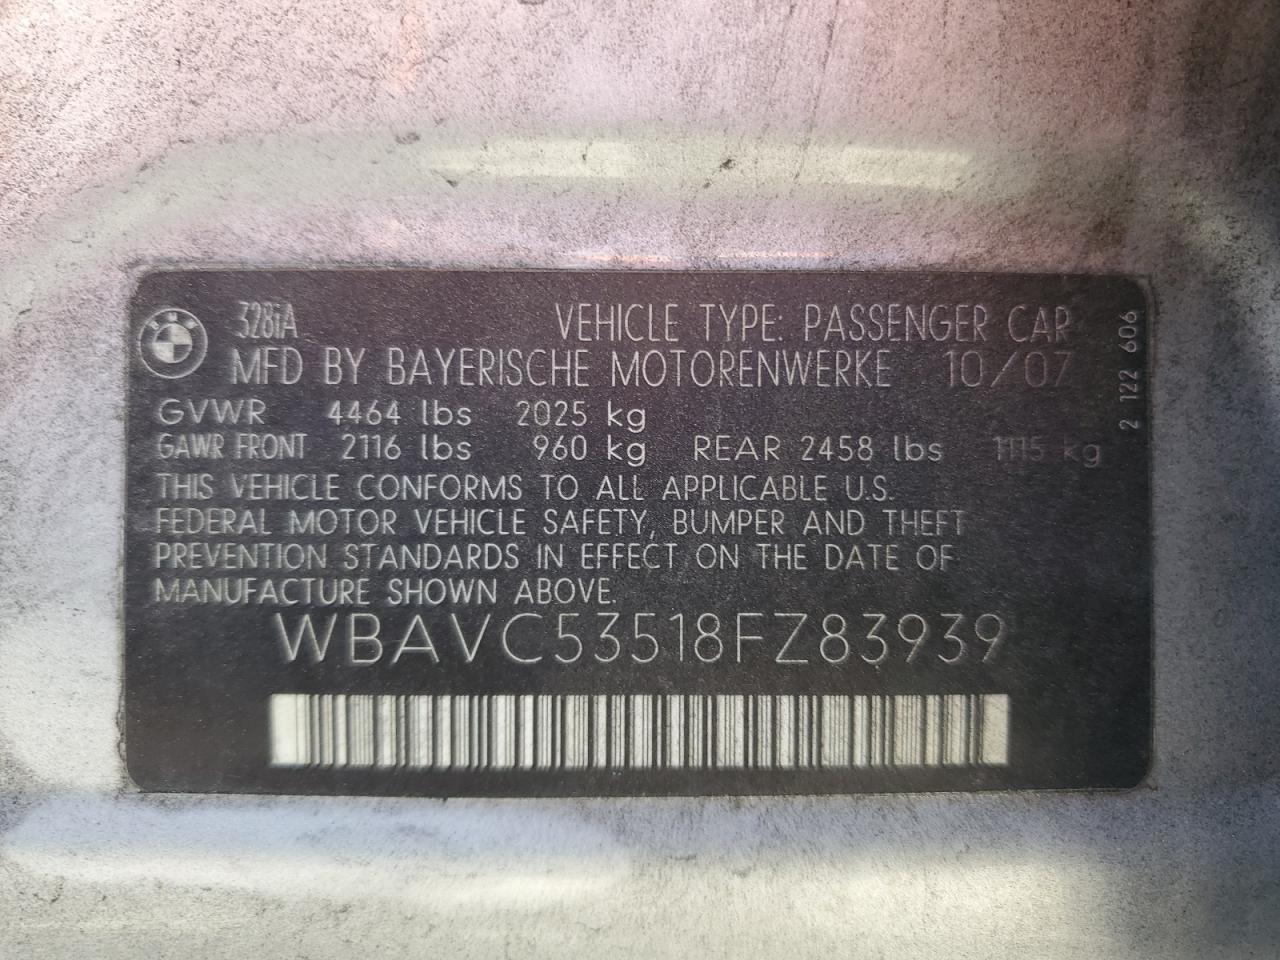 328iA VEHICLE TYPE: PASSENGER CAR
MFD BY BAYERISCHE MOTORENWERKE 10/07
GVWR 4464 lbs 2025 kg
GAWR FRONT 2116 lbs 960 kg REAR 2458 lbs 1115 kg
THIS VEHICLE CONFORMS TO ALL APPLICABLE U.S.
FEDERAL MOTOR VEHICLE SAFETY, BUMPER AND THEFT
PREVENTION STANDARDS IN EFFECT ON THE DATE OF
MANUFACTURE SHOWN ABOVE.
WBAVC53518FZ83939
2 122 606